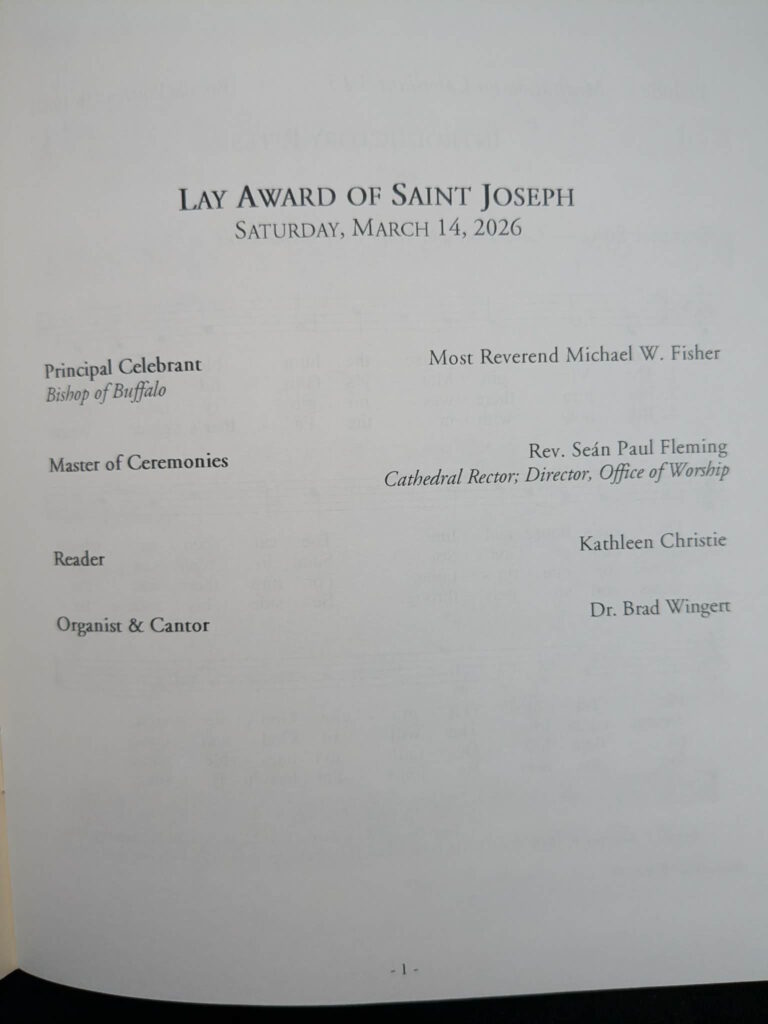 LAY AWARD OF SAINT JOSEPH
SATURDAY, MARCH 14, 2026
Principal Celebrant Most Reverend Michael W. Fisher
Bishop of Buffalo
Master of Ceremonies Rev. Seán Paul Fleming
Cathedral Rector; Director, Office of Worship
Reader Kathleen Christie
Organist & Cantor Dr. Brad Wingert
- 1 -